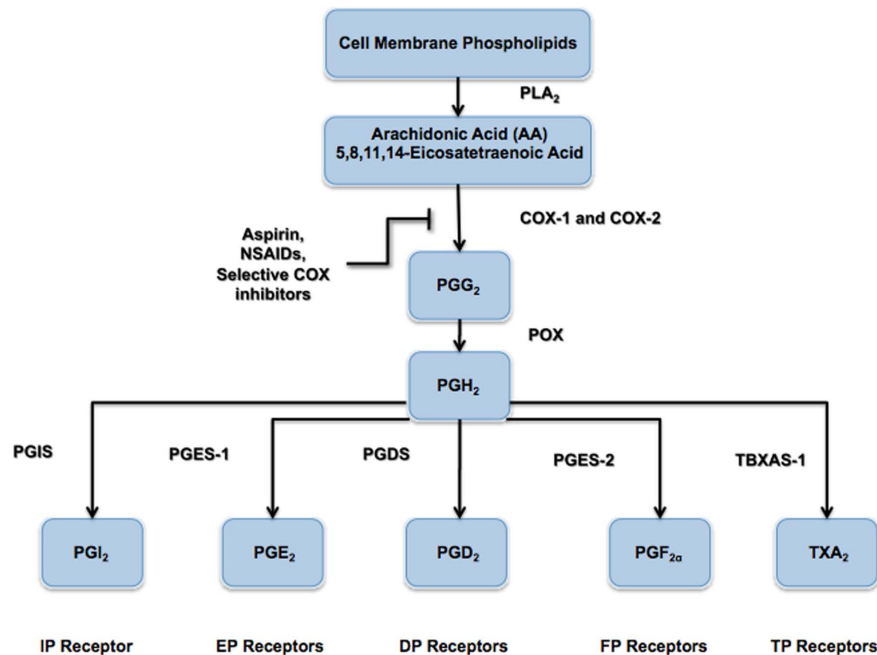 Cell Membrane Phospholipids
PLA₂
Arachidonic Acid (AA)
5,8,11,14-Eicosatetraenoic Acid
COX-1 and COX-2
Aspirin,
NSAIDs,
Selective COX
inhibitors
PGG₂
POX
PGH₂
PGIS
PGES-1
PGDS
PGES-2
TBXAS-1
PGI₂
PGE₂
PGD₂
PGF₂α
TXA₂
IP Receptor
EP Receptors
DP Receptors
FP Receptors
TP Receptors